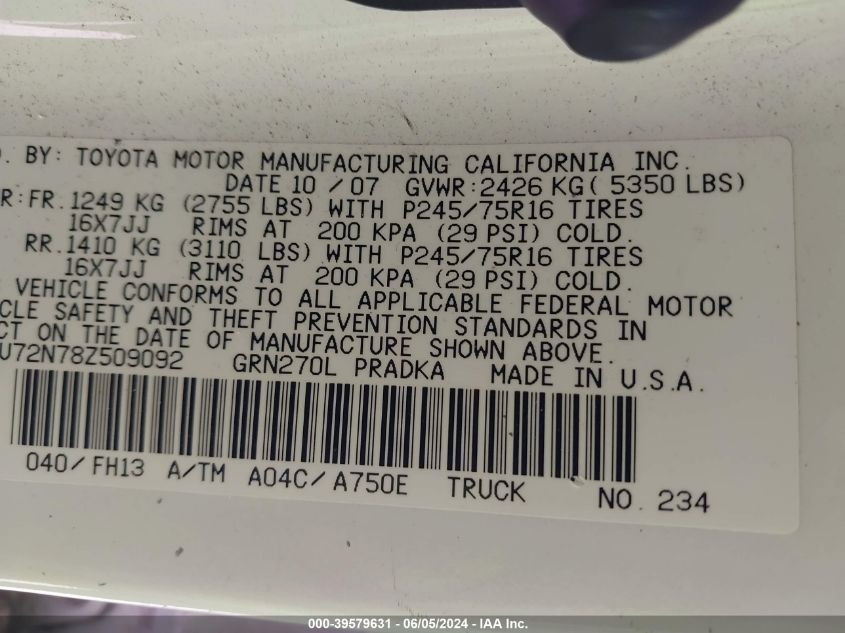 . BY: TOYOTA MOTOR MANUFACTURING CALIFORNIA INC.
DATE 10 / 07 GVWR:2426 KG( 5350 LBS)
R:FR.1249 KG (2755 LBS) WITH P245/75R16 TIRES
16X7JJ RIMS AT 200 KPA (29 PSI) COLD.
RR.1410 KG (3110 LBS) WITH P245/75R16 TIRES
16X7JJ RIMS AT 200 KPA (29 PSI) COLD.
VEHICLE CONFORMS TO ALL APPLICABLE FEDERAL MOTOR
CLE SAFETY AND THEFT PREVENTION STANDARDS IN
CT ON THE DATE OF MANUFACTURE SHOWN ABOVE.
U72N78Z509092 GRN270L PRADKA MADE IN U.S.A.
040/FH13 A/TM A04C/A750E TRUCK NO. 234
000-39579631 - 06/05/2024 - IAA Inc.